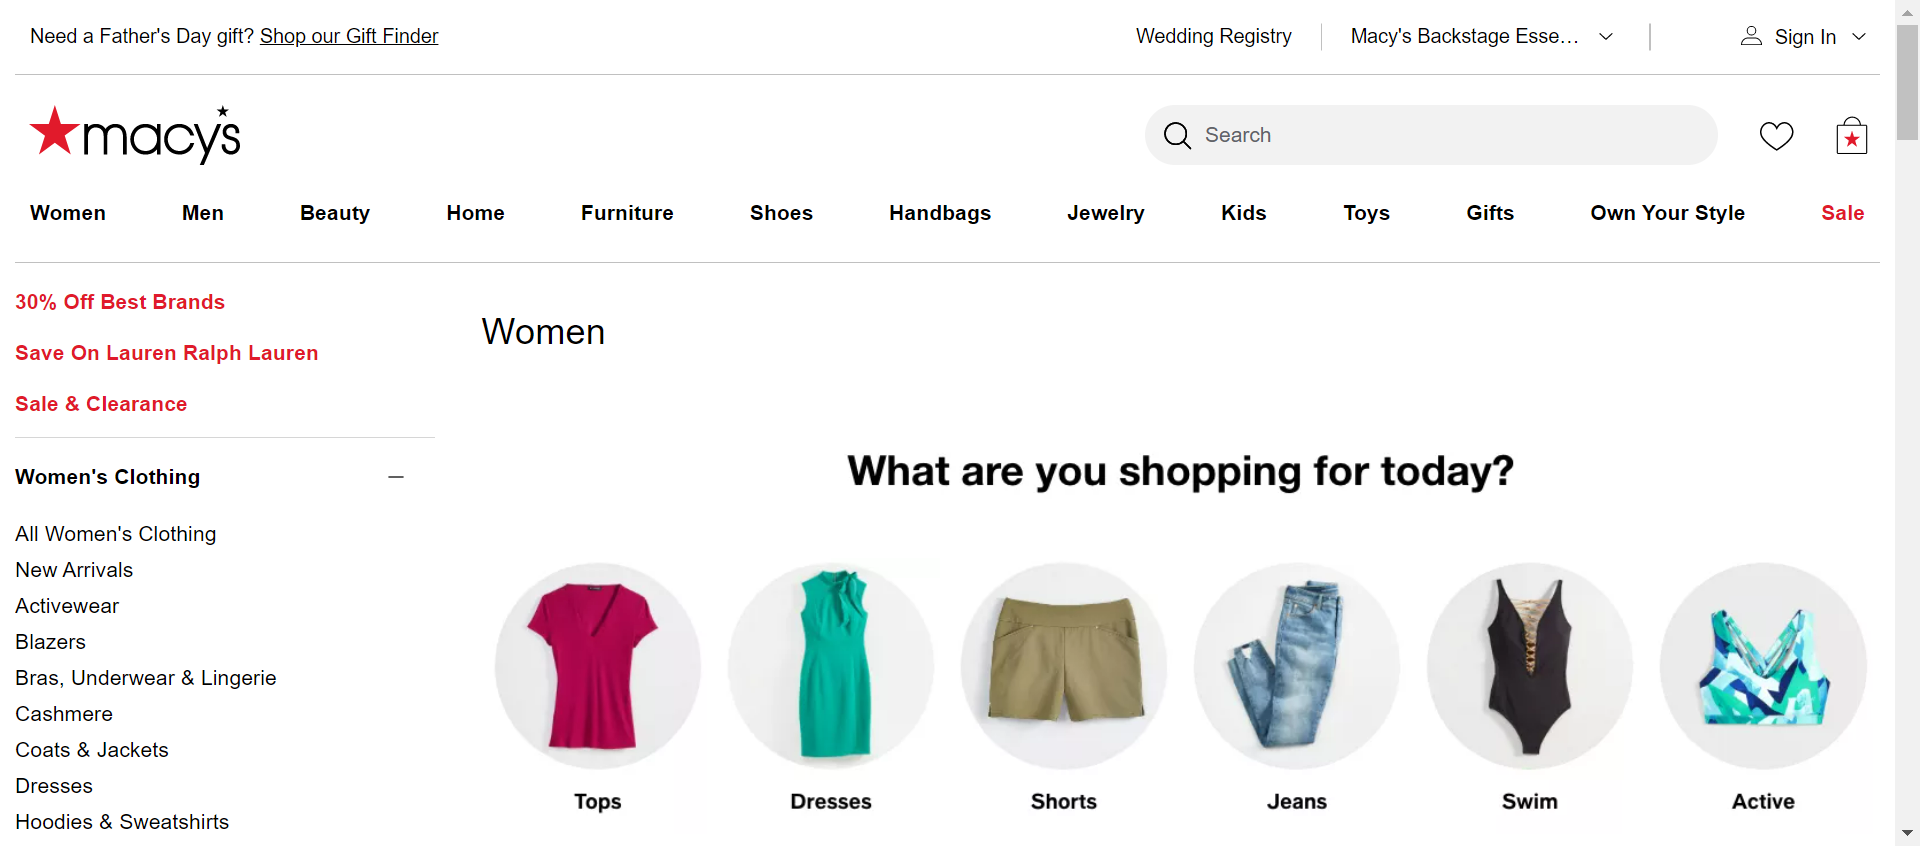 Need a Father's Day gift? Shop our Gift Finder
Wedding Registry
Macy's Backstage Esse...
Sign In
macy's
Search
Women
Men
Beauty
Home
Furniture
Shoes
Handbags
Jewelry
Kids
Toys
Gifts
Own Your Style
Sale
30% Off Best Brands
Save On Lauren Ralph Lauren
Sale & Clearance
Women's Clothing
All Women's Clothing
New Arrivals
Activewear
Blazers
Bras, Underwear & Lingerie
Cashmere
Coats & Jackets
Dresses
Hoodies & Sweatshirts
Women
What are you shopping for today?
Tops
Dresses
Shorts
Jeans
Swim
Active